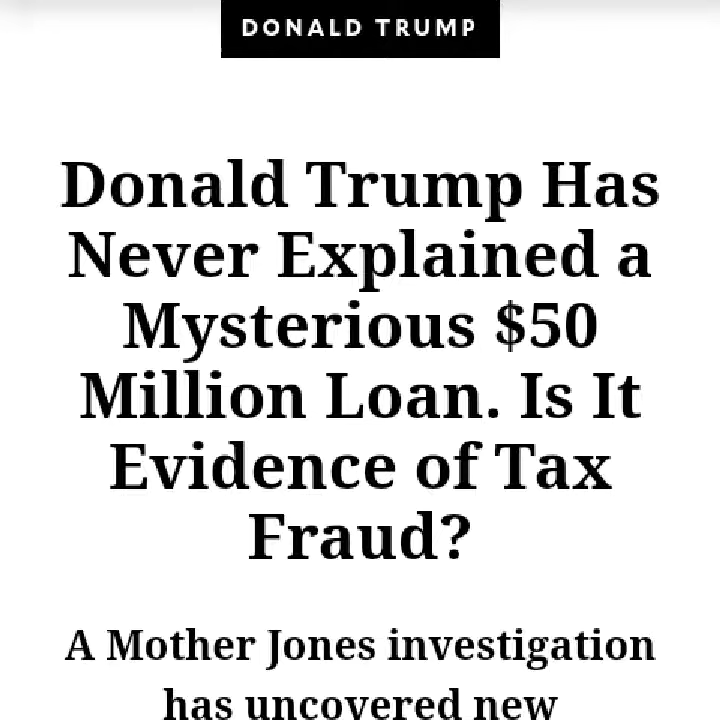 DONALD TRUMP
Donald Trump Has
Never Explained a
Mysterious $50
Million Loan. Is It
Evidence of Tax
Fraud?
A Mother Jones investigation
has uncovered new